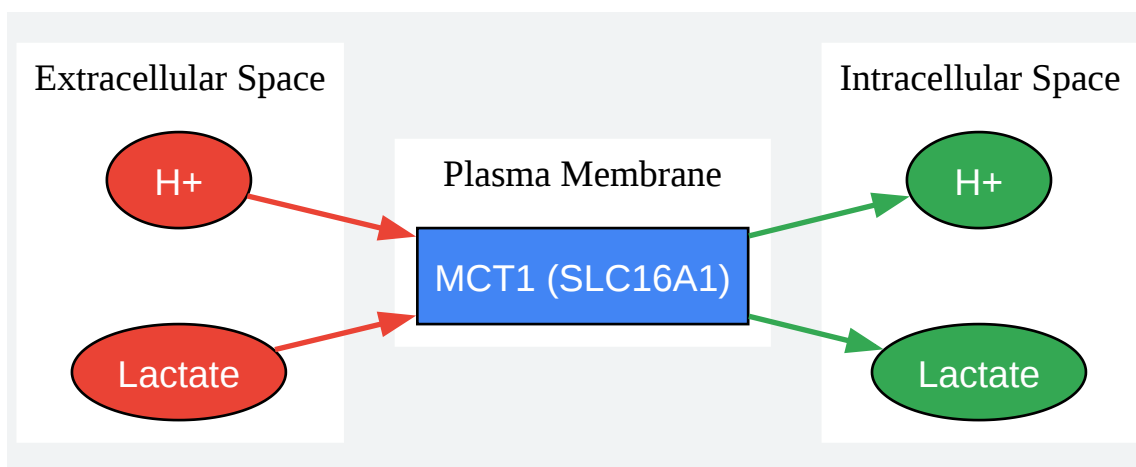 Extracellular Space
H+
Lactate
Plasma Membrane
MCT1 (SLC16A1)
Intracellular Space
H+
Lactate